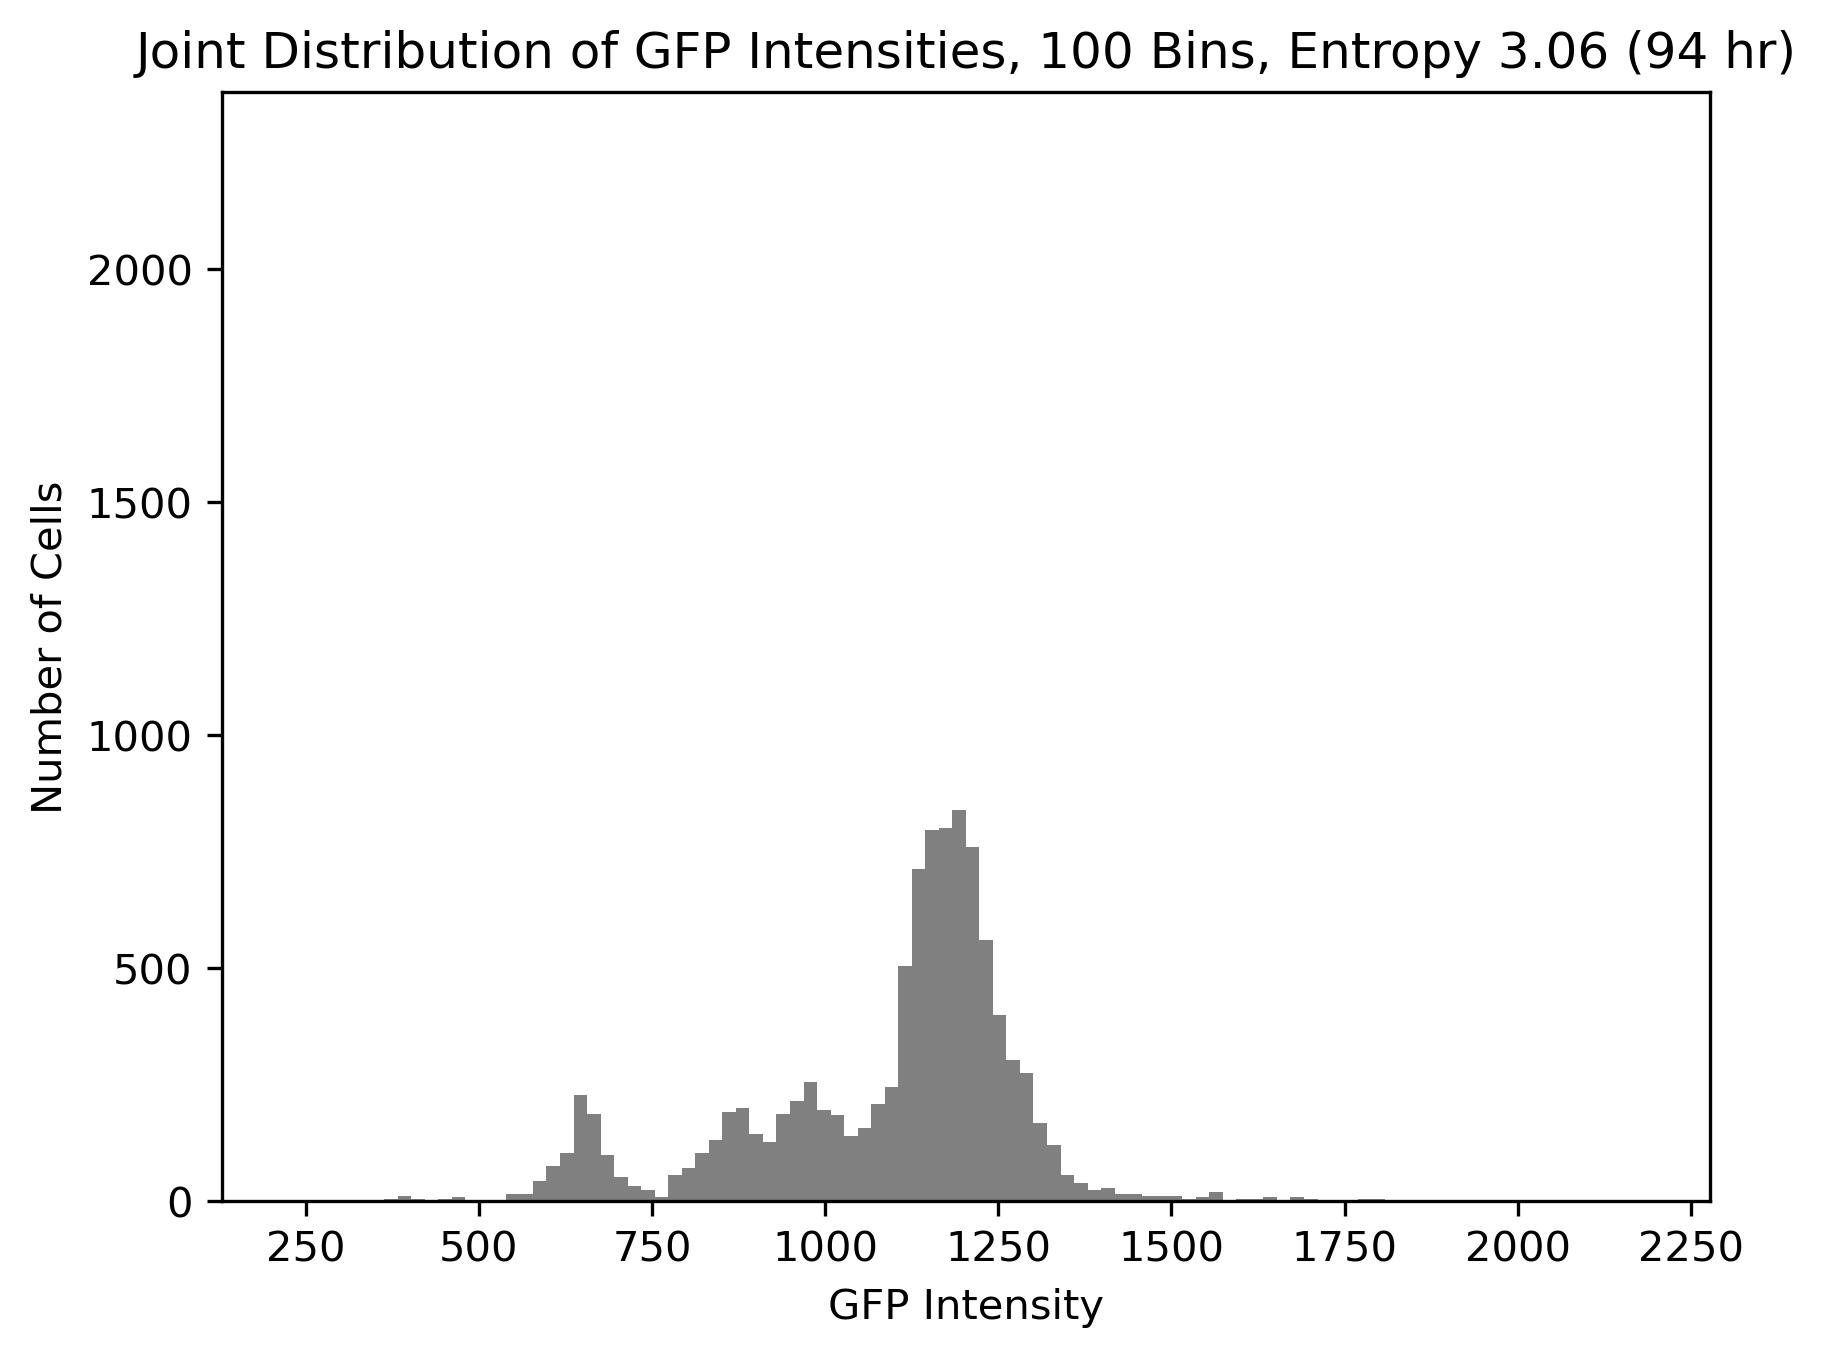 Joint Distribution of GFP Intensities, 100 Bins, Entropy 3.06 (94 hr)
Number of Cells
2000
1500
1000
500
0
250 500 750 1000 1250 1500 1750 2000 2250
GFP Intensity